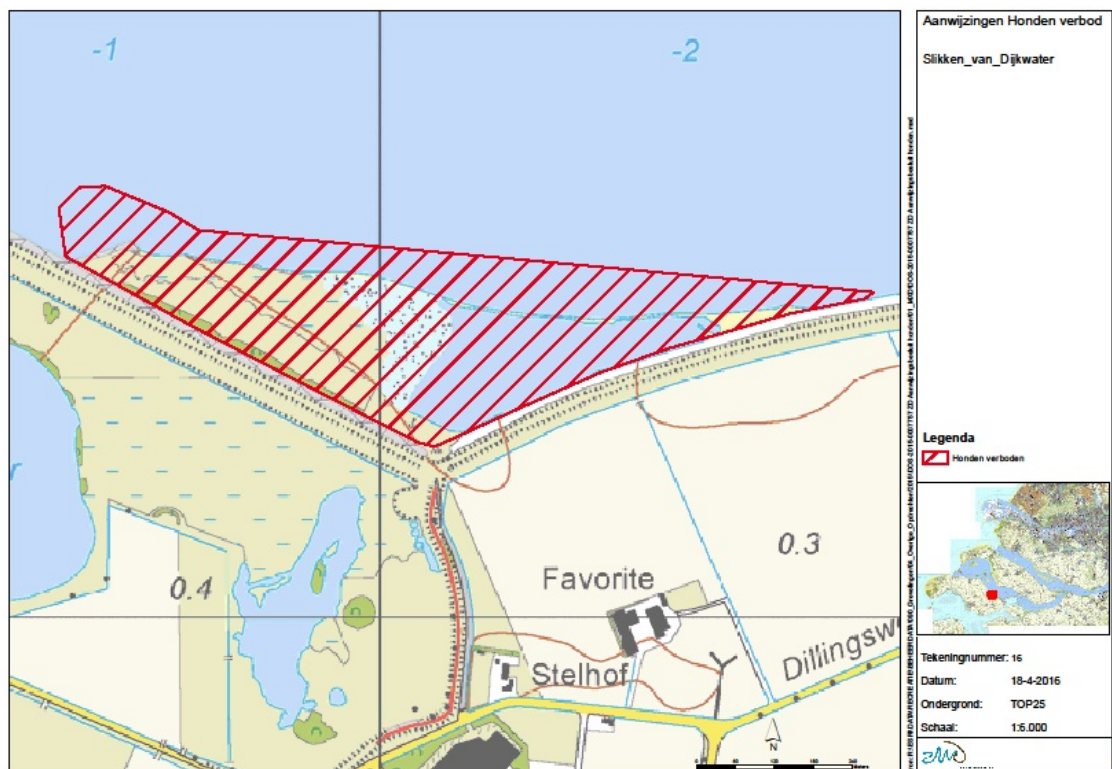 -1
-2
0.4
0.3
Favorite
Stelhof
Dillingsw
N
Aanwijzingen Honden verbod
Slikken_van_Dijkwater
Legenda
Honden verboden
Tekeningnummer: 16
Datum: 18-4-2016
Ondergrond: TOP25
Schaal: 1:6.000